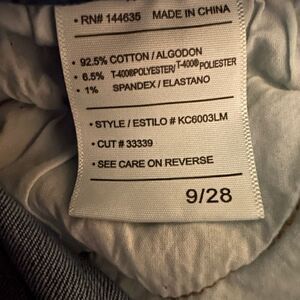 • RN# 144635 MADE IN CHINA
• 92.5% COTTON / ALGODON
• 6.5% T-400®POLYESTER/T-400® POLIESTER
• 1% SPANDEX / ELASTANO
• STYLE / ESTILO # KC6003LM
• CUT # 33339
• SEE CARE ON REVERSE
9/28